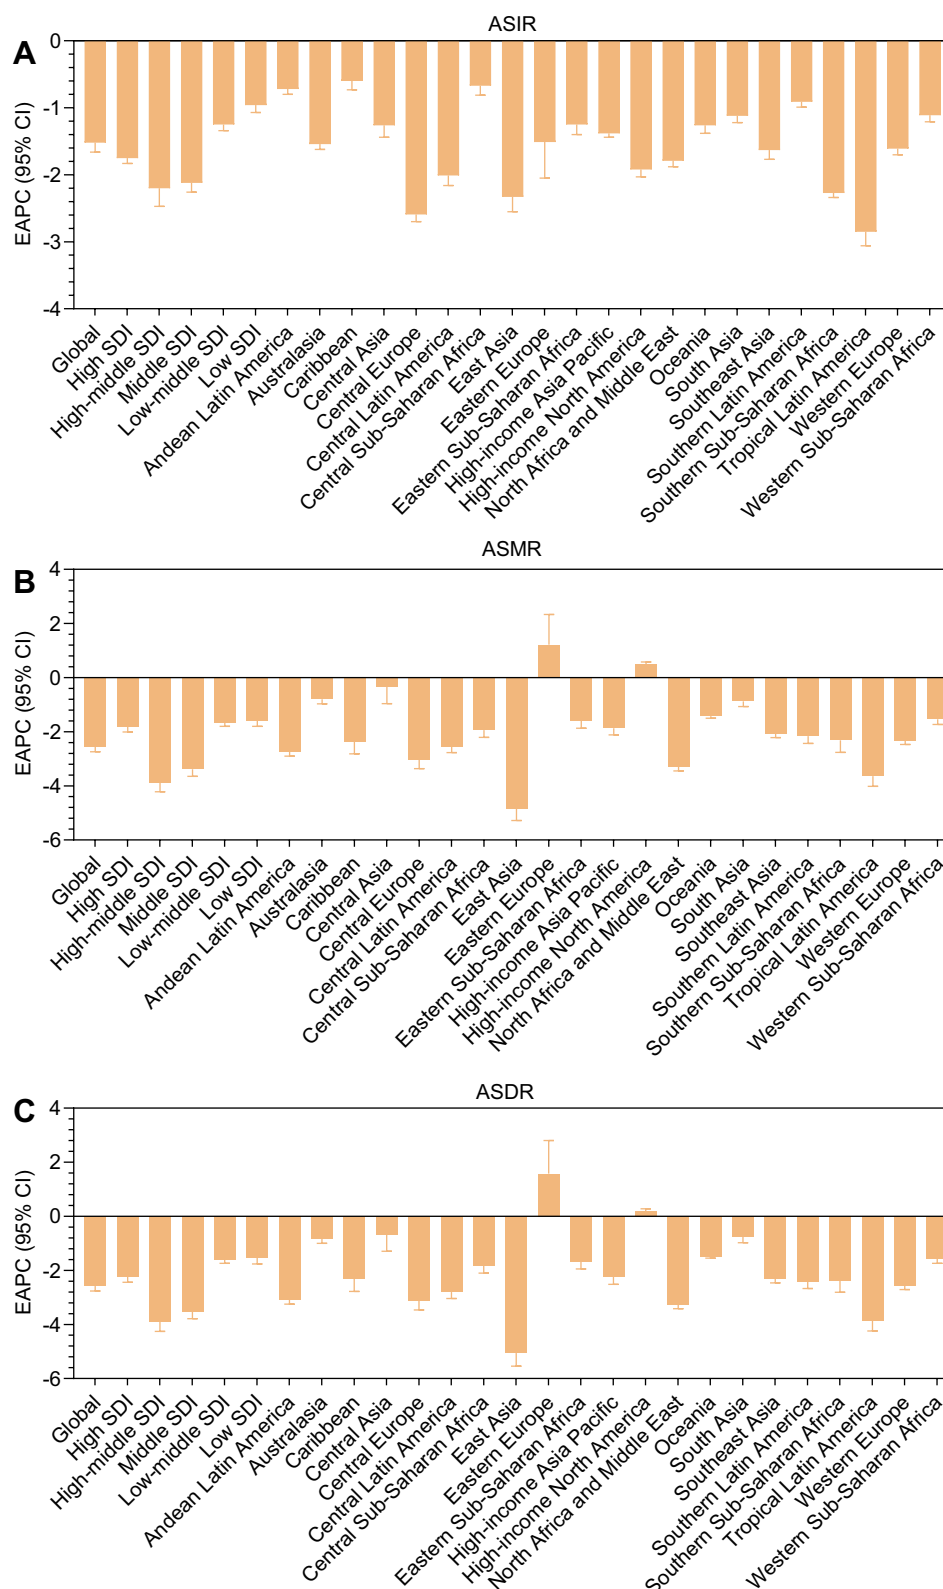 ASIR
A
EAPC (95% CI)
0
-1
-2
-3
-4
Global
High SDI
High-middle SDI
Middle SDI
Low-middle SDI
Low SDI
Andean Latin America
Australasia
Caribbean
Central Asia
Central Europe
Central Latin America
Central Sub-Saharan Africa
East Asia
Eastern Europe
Eastern Sub-Saharan Africa
High-income Asia Pacific
High-income North America
North Africa and Middle East
Oceania
South Asia
Southeast Asia
Southern Latin America
Southern Sub-Saharan Africa
Tropical Latin America
Western Europe
Western Sub-Saharan Africa
ASMR
B
EAPC (95% CI)
4
2
0
-2
-4
-6
Global
High SDI
High-middle SDI
Middle SDI
Low-middle SDI
Low SDI
Andean Latin America
Australasia
Caribbean
Central Asia
Central Europe
Central Latin America
Central Sub-Saharan Africa
East Asia
Eastern Europe
Eastern Sub-Saharan Africa
High-income Asia Pacific
High-income North America
North Africa and Middle East
Oceania
South Asia
Southeast Asia
Southern Latin America
Southern Sub-Saharan Africa
Tropical Latin America
Western Europe
Western Sub-Saharan Africa
ASDR
C
EAPC (95% CI)
4
2
0
-2
-4
-6
Global
High SDI
High-middle SDI
Middle SDI
Low-middle SDI
Low SDI
Andean Latin America
Australasia
Caribbean
Central Asia
Central Europe
Central Latin America
Central Sub-Saharan Africa
East Asia
Eastern Europe
Eastern Sub-Saharan Africa
High-income Asia Pacific
High-income North America
North Africa and Middle East
Oceania
South Asia
Southeast Asia
Southern Latin America
Southern Sub-Saharan Africa
Tropical Latin America
Western Europe
Western Sub-Saharan Africa